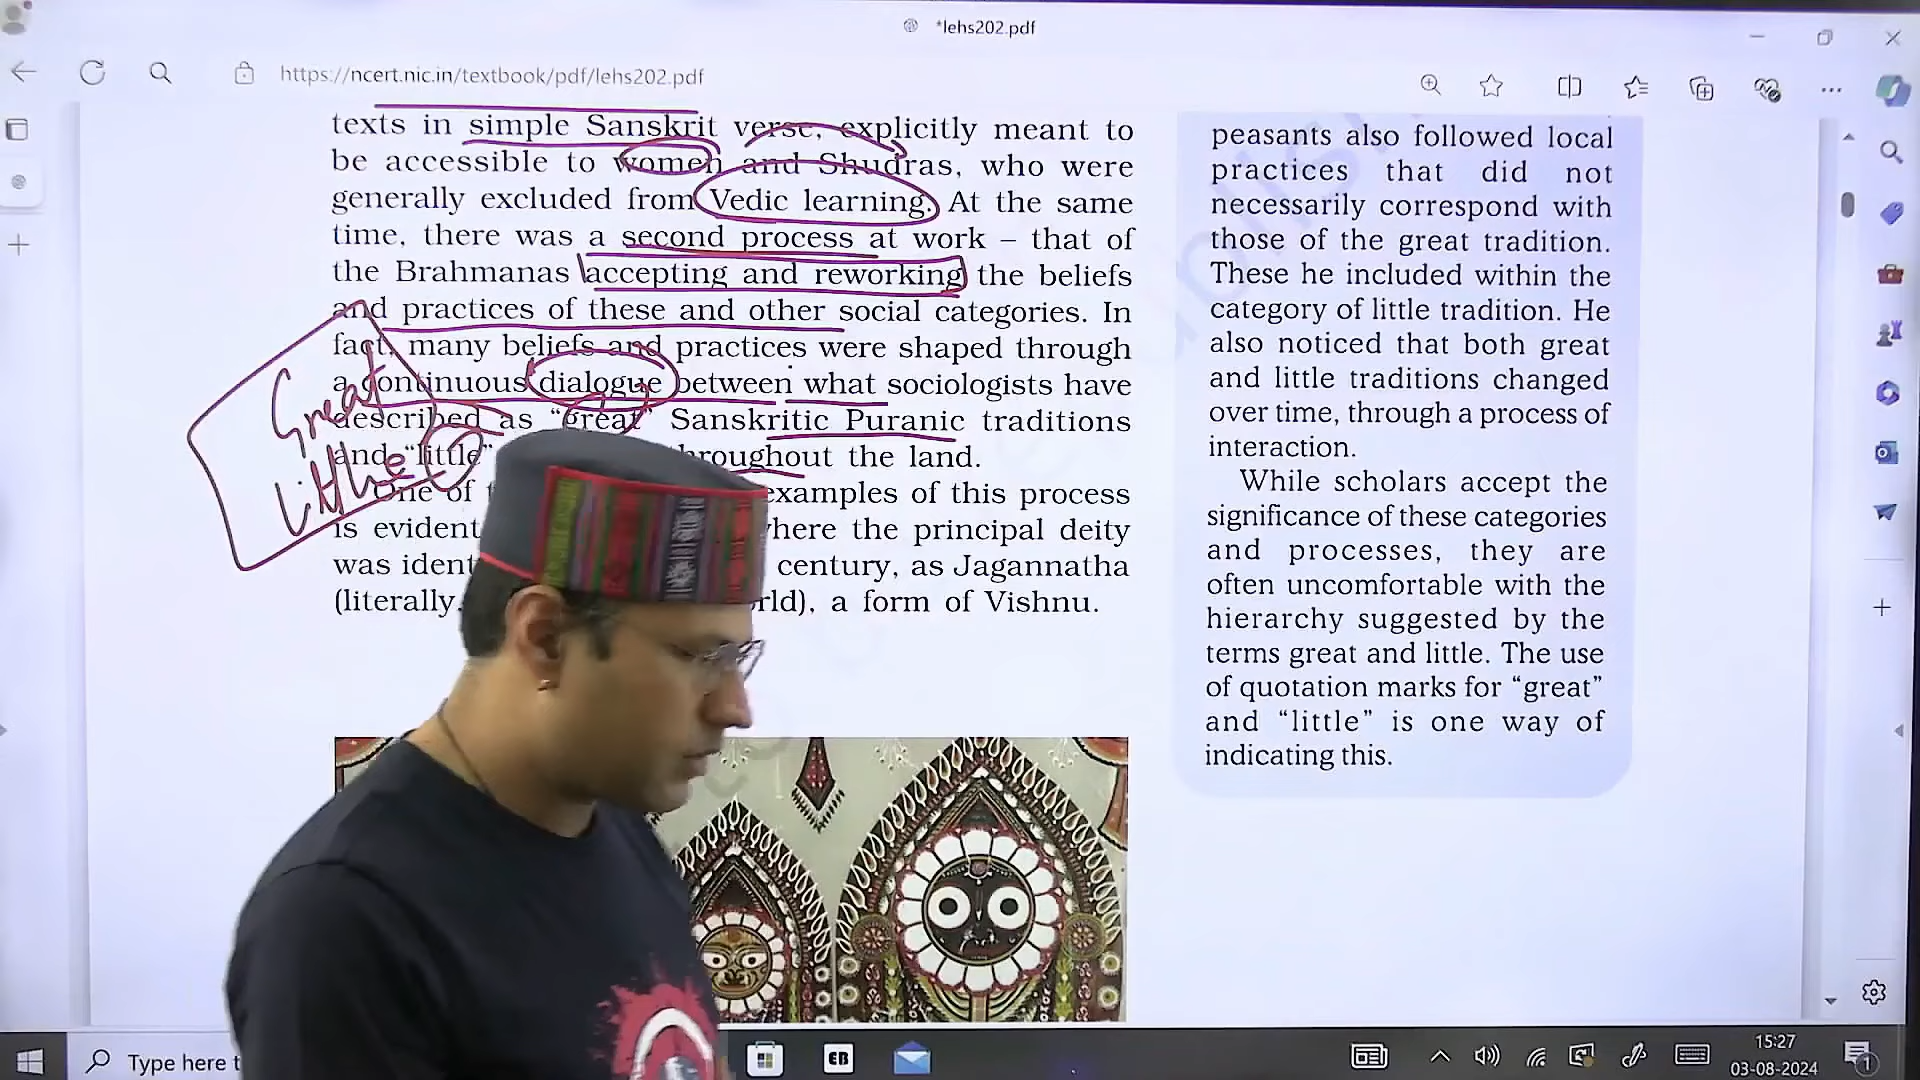 *lehs202.pdf
https://ncert.nic.in/textbook/pdf/lehs202.pdf
texts in simple Sanskrit verse, explicitly meant to
be accessible to women and Shudras, who were
generally excluded from Vedic learning. At the same
time, there was a second process at work – that of
the Brahmanas accepting and reworking the beliefs
and practices of these and other social categories. In
fact, many beliefs and practices were shaped through
a continuous dialogue between what sociologists have
described as “great” Sanskritic Puranic traditions
and “little” throughout the land.
One of examples of this process
is evident where the principal deity
was century, as Jagannatha
(literally, a form of Vishnu.
Great
Little
peasants also followed local
practices that did not
necessarily correspond with
those of the great tradition.
These he included within the
category of little tradition. He
also noticed that both great
and little traditions changed
over time, through a process of
interaction.
While scholars accept the
significance of these categories
and processes, they are
often uncomfortable with the
hierarchy suggested by the
terms great and little. The use
of quotation marks for “great”
and “little” is one way of
indicating this.
Type here t
EB
15:27
03-08-2024
1